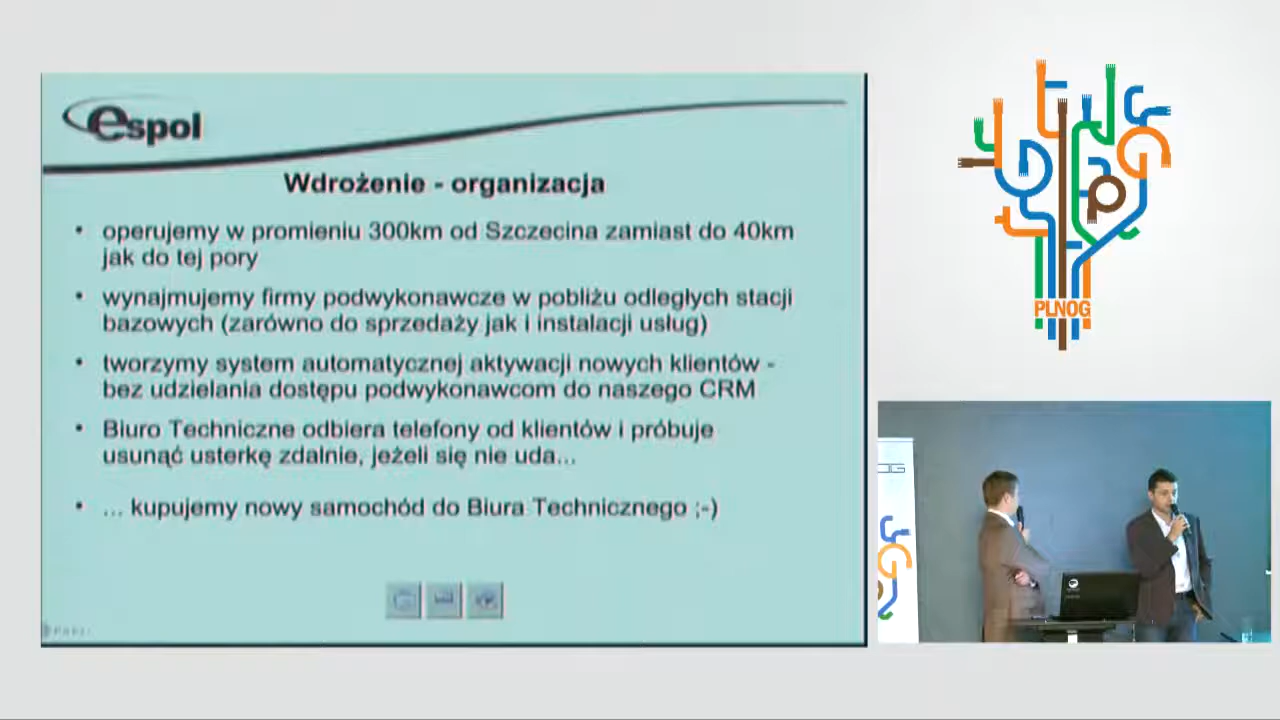 espol
Wdrożenie - organizacja
• operujemy w promieniu 300km od Szczecina zamiast do 40km
jak do tej pory
• wynajmujemy firmy podwykonawcze w pobliżu odległych stacji
bazowych (zarówno do sprzedaży jak i instalacji usług)
• tworzymy system automatycznej aktywacji nowych klientów -
bez udzielania dostępu podwykonawcom do naszego CRM
• Biuro Techniczne odbiera telefony od klientów i próbuje
usunąć usterkę zdalnie, jeżeli się nie uda...
• ... kupujemy nowy samochód do Biura Technicznego ;-)
PLNOG